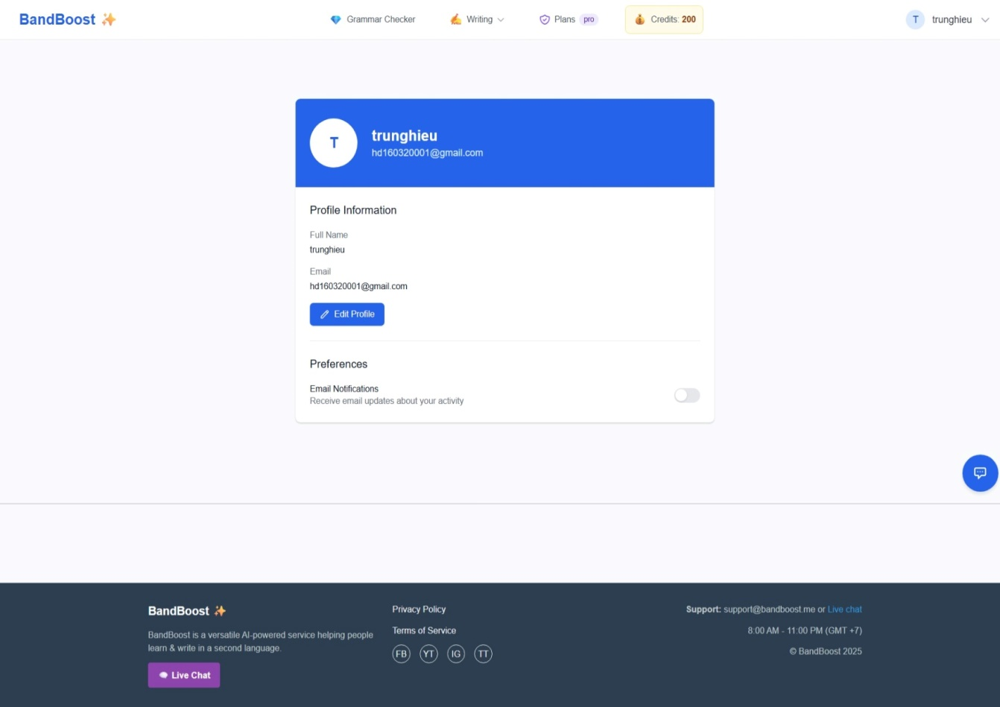 BandBoost ✨
💎 Grammar Checker
✍️ Writing
Plans pro
💰 Credits: 200
T trunghieu
T
trunghieu
hd160320001@gmail.com
Profile Information
Full Name
trunghieu
Email
hd160320001@gmail.com
Edit Profile
Preferences
Email Notifications
Receive email updates about your activity
BandBoost ✨
BandBoost is a versatile AI-powered service helping people
learn & write in a second language.
Live Chat
Privacy Policy
Terms of Service
FB YT IG TT
Support: support@bandboost.me or Live chat
8:00 AM - 11:00 PM (GMT +7)
© BandBoost 2025